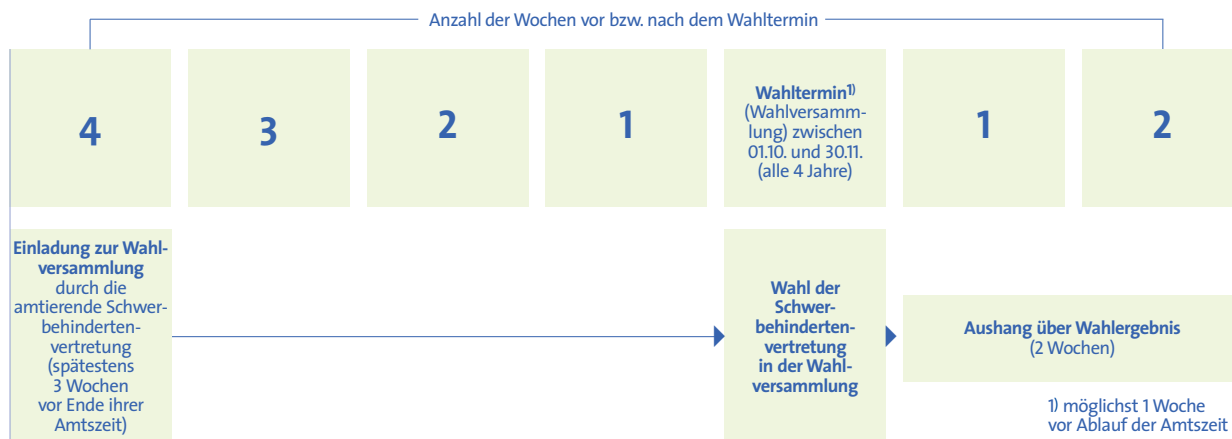 Anzahl der Wochen vor bzw. nach dem Wahltermin
4
3
2
1
Wahltermin1)
(Wahlversamm-
lung) zwischen
01.10. und 30.11.
(alle 4 Jahre)
1
2
Einladung zur Wahl-
versammlung
durch die
amtierende Schwer-
behinderten-
vertretung
(spätestens
3 Wochen
vor Ende ihrer
Amtszeit)
Wahl der
Schwer-
behinderten-
vertretung
in der Wahl-
versammlung
Aushang über Wahlergebnis
(2 Wochen)
1) möglichst 1 Woche
vor Ablauf der Amtszeit